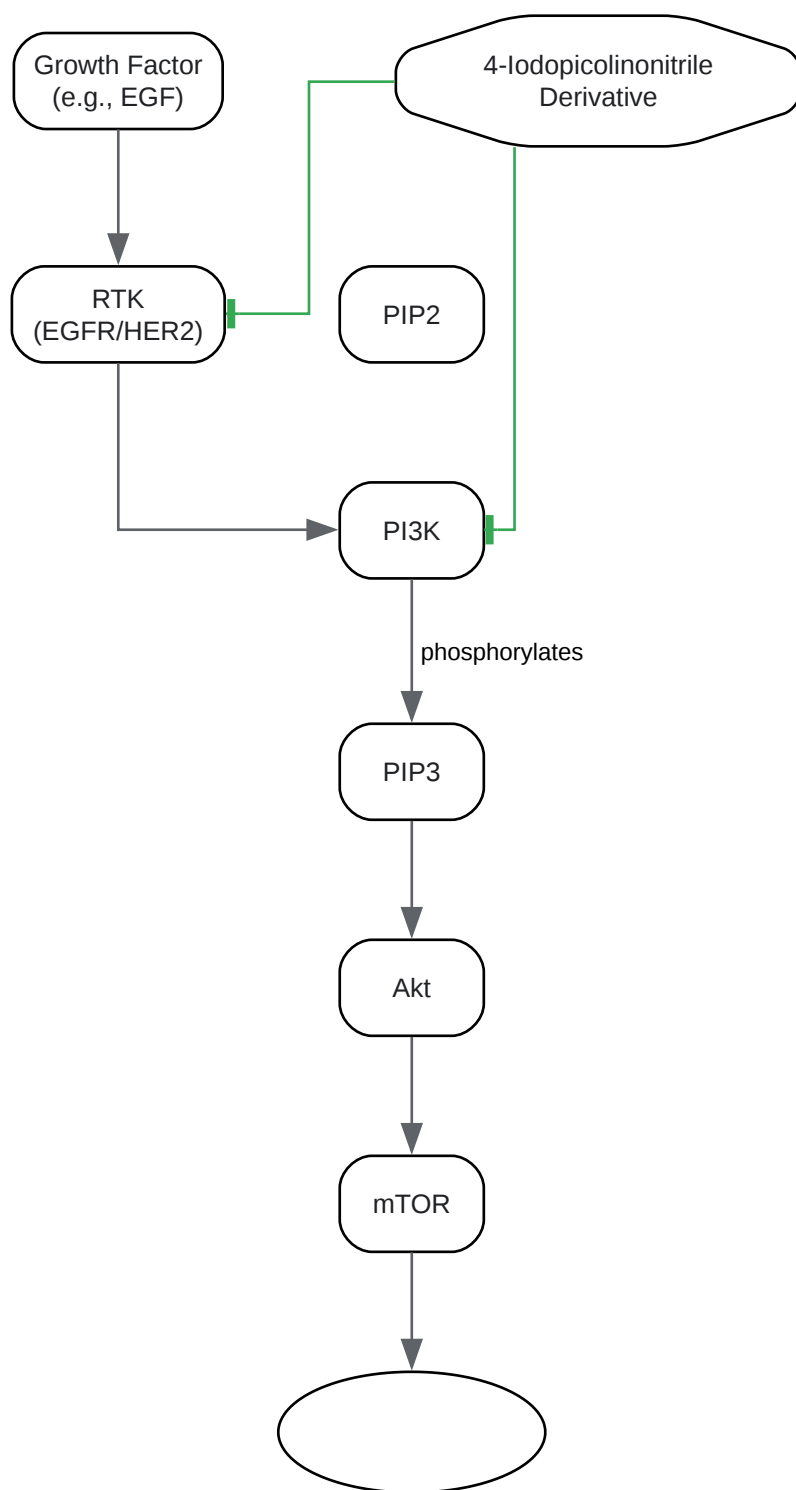 Growth Factor
(e.g., EGF)
4-Iodopicolinonitrile
Derivative
RTK
(EGFR/HER2)
PIP2
PI3K
phosphorylates
PIP3
Akt
mTOR